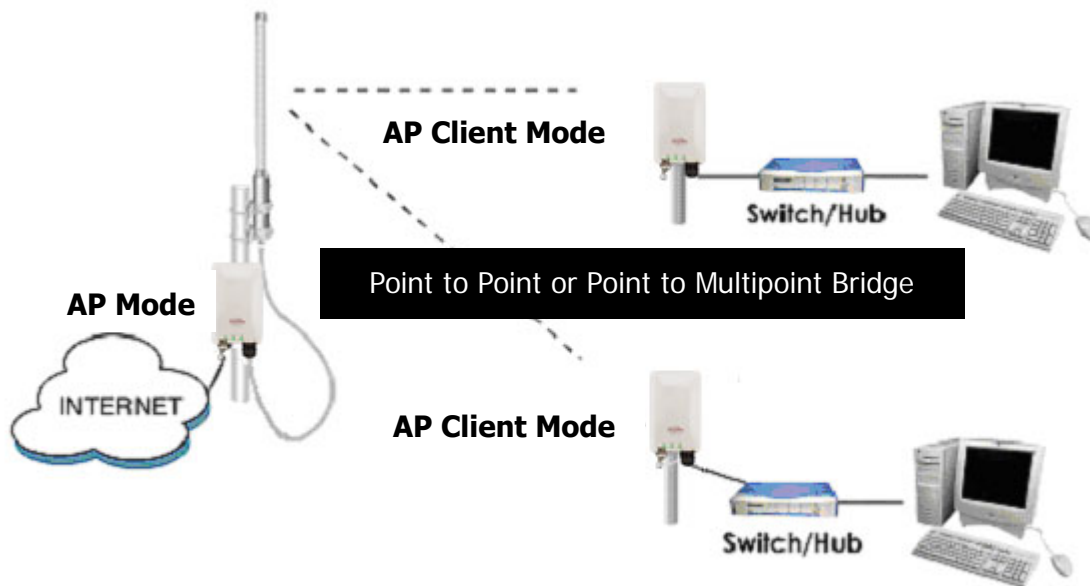 AP Client Mode
Switch/Hub
Point to Point or Point to Multipoint Bridge
AP Mode
INTERNET
AP Client Mode
Switch/Hub